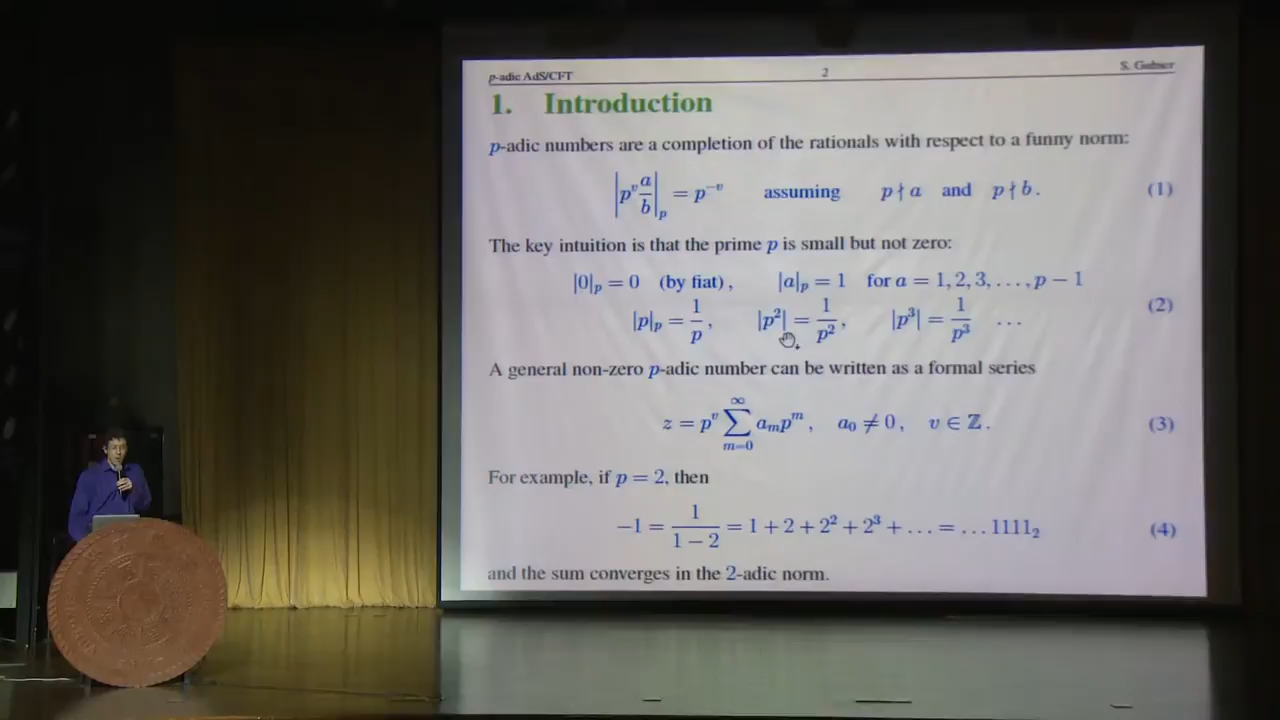 p-adic AdS/CFT 2 S. Gubser
1. Introduction
p-adic numbers are a completion of the rationals with respect to a funny norm:
|p^v a/b|_p = p^{-v} assuming p ∤ a and p ∤ b. (1)
The key intuition is that the prime p is small but not zero:
|0|_p = 0 (by fiat), |a|_p = 1 for a = 1, 2, 3, ..., p − 1
|p|_p = 1/p, |p^2| = 1/p^2, |p^3| = 1/p^3 ... (2)
A general non-zero p-adic number can be written as a formal series
z = p^v ∑_{m=0}^{∞} a_m p^m, a_0 ≠ 0, v ∈ ℤ. (3)
For example, if p = 2, then
−1 = 1/(1 − 2) = 1 + 2 + 2^2 + 2^3 + ... = ...1111_2 (4)
and the sum converges in the 2-adic norm.